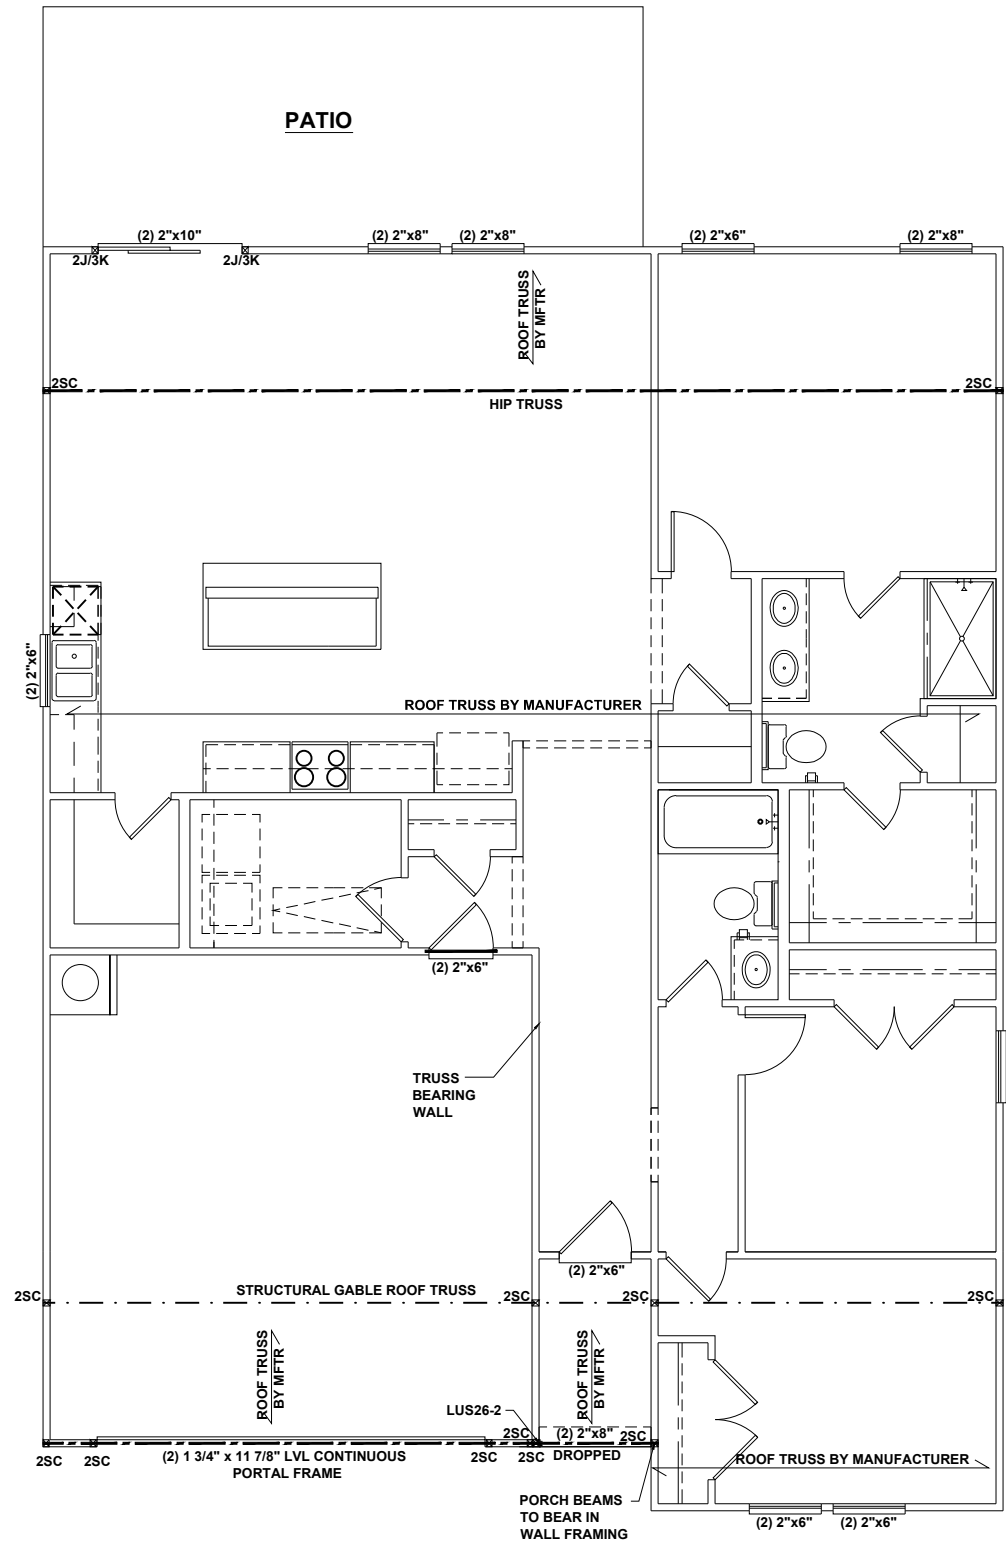 PATIO
(2) 2"x10"
(2) 2"x8"
(2) 2"x8"
(2) 2"x6"
(2) 2"x8"
2J/3K
2J/3K
ROOF TRUSS
BY MFTR
2SC
2SC
HIP TRUSS
(2) 2"x6"
ROOF TRUSS BY MANUFACTURER
(2) 2"x6"
TRUSS
BEARING
WALL
(2) 2"x6"
STRUCTURAL GABLE ROOF TRUSS
2SC
2SC
2SC
2SC
ROOF TRUSS
BY MFTR
ROOF TRUSS
BY MFTR
LUS26-2
2SC
(2) 2"x8"
2SC
DROPPED
2SC
2SC
(2) 1 3/4" x 11 7/8" LVL CONTINUOUS
PORTAL FRAME
2SC
2SC
ROOF TRUSS BY MANUFACTURER
PORCH BEAMS
TO BEAR IN
WALL FRAMING
(2) 2"x6"
(2) 2"x6"